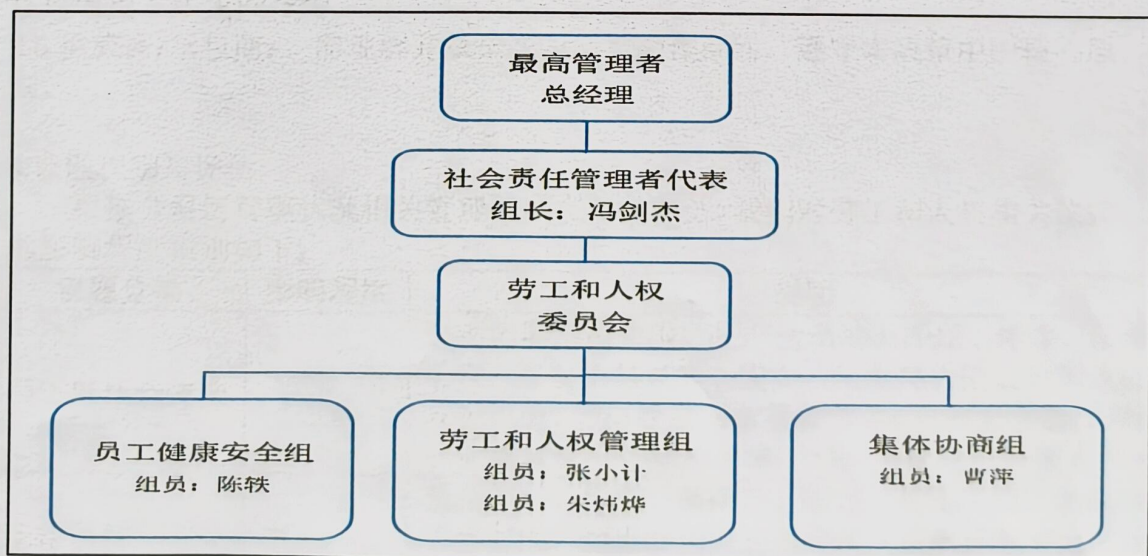 最高管理者
总经理
社会责任管理者代表
组长：冯剑杰
劳工和人权
委员会
员工健康安全组
组员：陈轶
劳工和人权管理组
组员：张小计
组员：朱炜烨
集体协商组
组员：曹萍